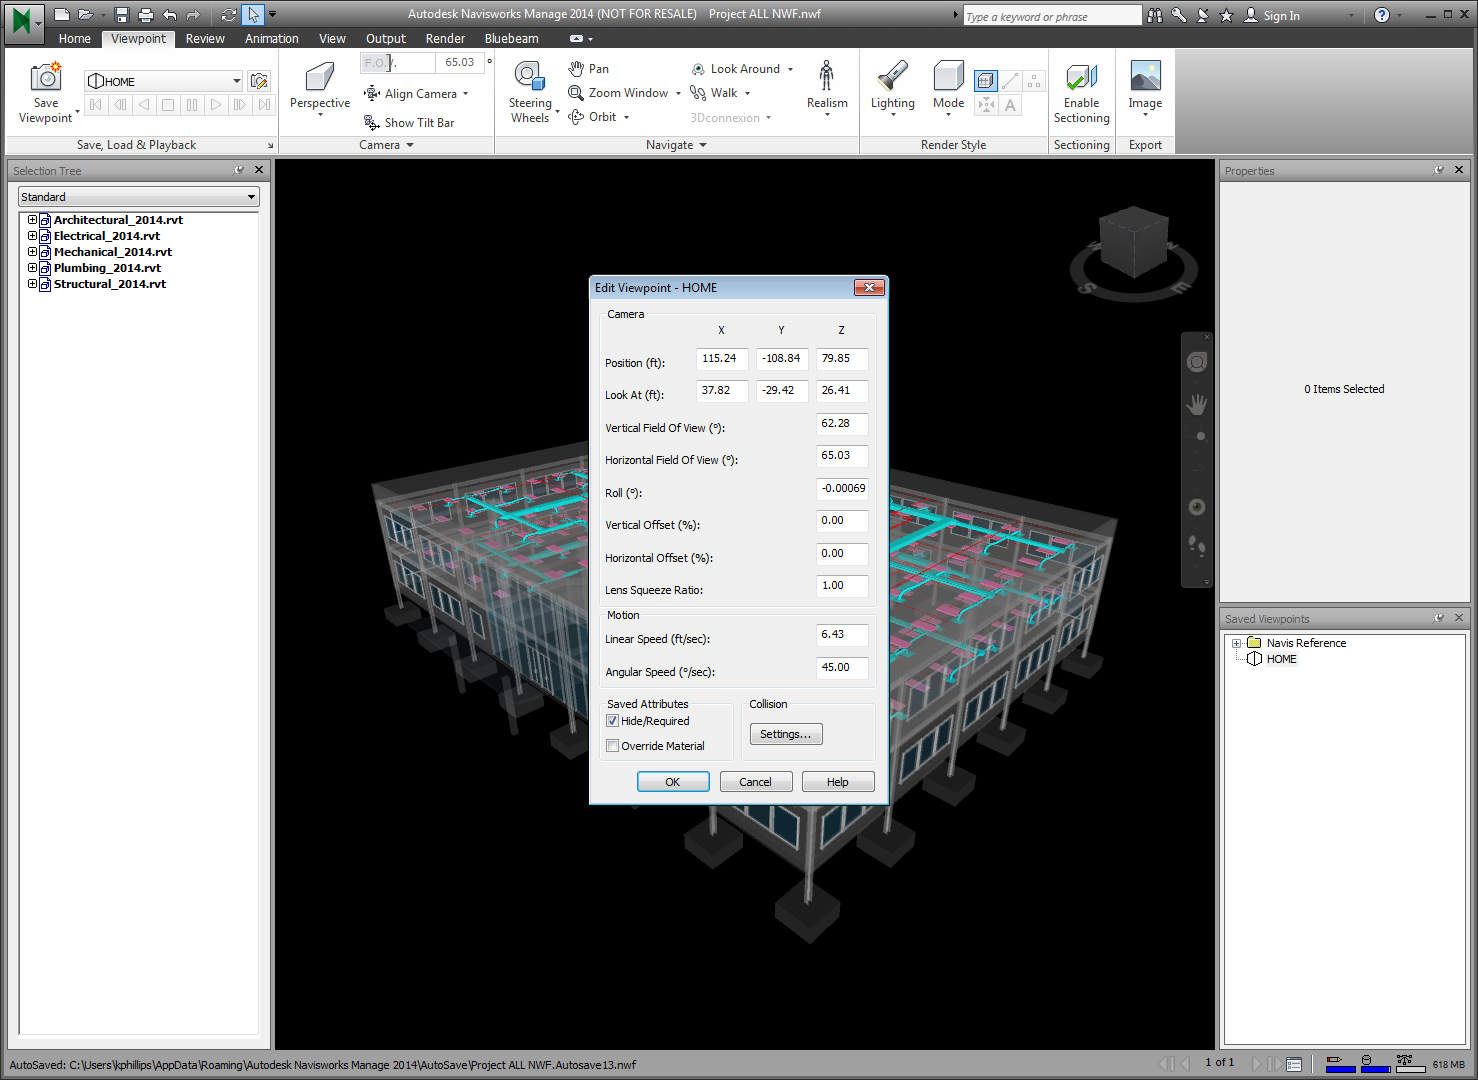 Autodesk Navisworks Manage 2014 (NOT FOR RESALE) Project ALL NWF.nwf
Type a keyword or phrase
Sign In
Home Viewpoint Review Animation View Output Render Bluebeam
Save Viewpoint
HOME
Save, Load & Playback
Perspective
F.O.V.
65.03 °
Align Camera
Show Tilt Bar
Camera
Steering Wheels
Pan
Zoom Window
Orbit
Look Around
Walk
3Dconnexion
Realism
Navigate
Lighting
Mode
A
Render Style
Enable Sectioning
Sectioning
Image
Export
Selection Tree
Standard
Architectural_2014.rvt
Electrical_2014.rvt
Mechanical_2014.rvt
Plumbing_2014.rvt
Structural_2014.rvt
N
S
E
Edit Viewpoint - HOME
Camera
X Y Z
Position (ft): 115.24 -108.84 79.85
Look At (ft): 37.82 -29.42 26.41
Vertical Field Of View (°): 62.28
Horizontal Field Of View (°): 65.03
Roll (°): -0.00069
Vertical Offset (%): 0.00
Horizontal Offset (%): 0.00
Lens Squeeze Ratio: 1.00
Motion
Linear Speed (ft/sec): 6.43
Angular Speed (°/sec): 45.00
Saved Attributes
Hide/Required
Override Material
Collision
Settings...
OK Cancel Help
Properties
0 Items Selected
Saved Viewpoints
Navis Reference
HOME
AutoSaved: C:\Users\kphillips\AppData\Roaming\Autodesk Navisworks Manage 2014\AutoSave\Project ALL NWF.Autosave13.nwf
1 of 1
618 MB